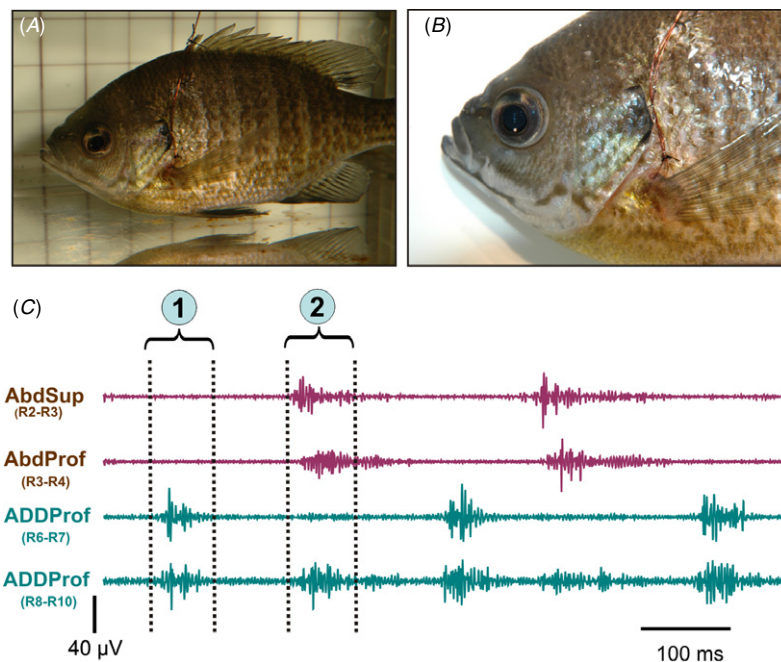 (A)
(B)
(C)
1
2
AbdSup
(R2-R3)
AbdProf
(R3-R4)
ADDProf
(R6-R7)
ADDProf
(R8-R10)
40 µV
100 ms